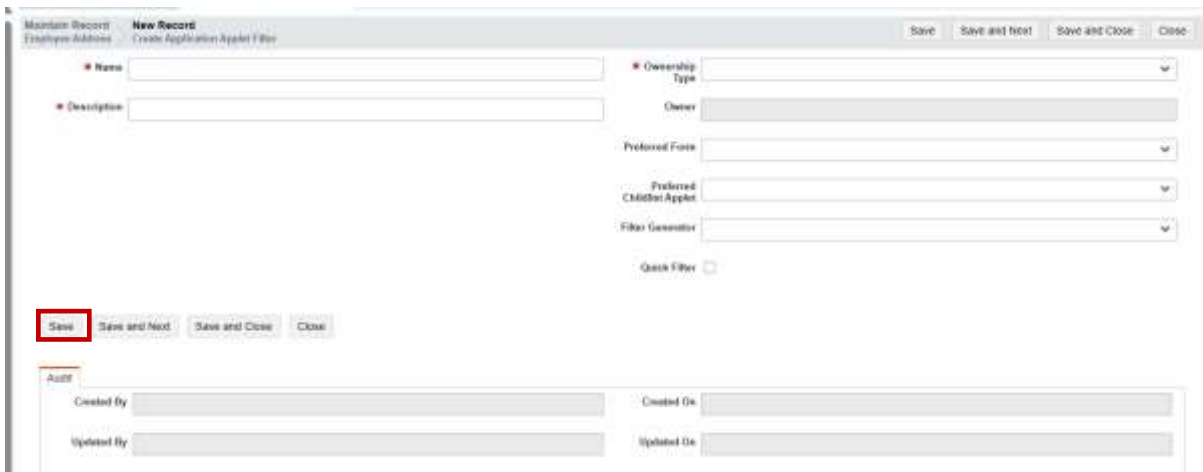 Maintain Record New Record Save Save and Next Save and Close Close
Employee Address Create Application Applet Filter
* Name
* Ownership
Type
* Description
Owner
Preferred Form
Preferred
Childlist Applet
Filter Generator
Quick Filter
Save Save and Next Save and Close Close
Audit
Created By Created On
Updated By Updated On